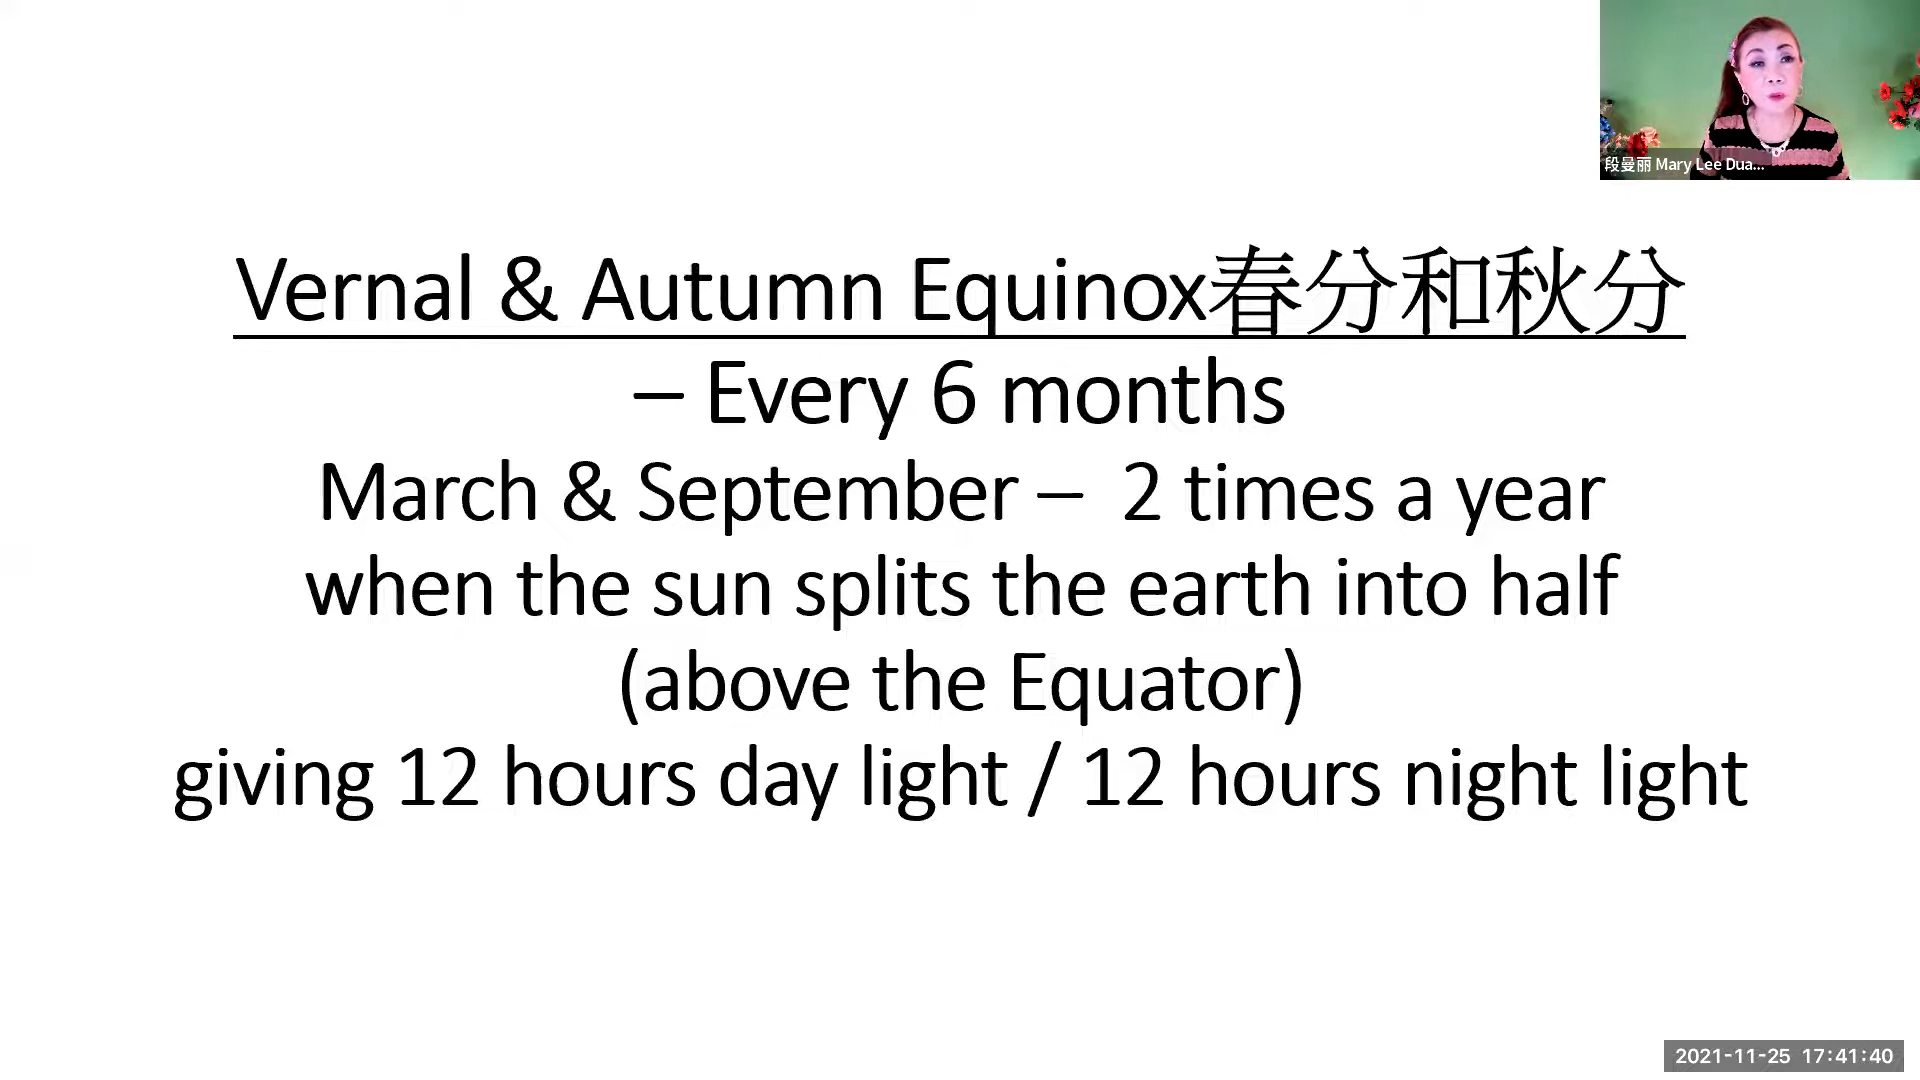 段曼丽 Mary Lee Dua...
Vernal & Autumn Equinox春分和秋分
– Every 6 months
March & September –  2 times a year
when the sun splits the earth into half
(above the Equator)
giving 12 hours day light / 12 hours night light
2021-11-25 17:41:40